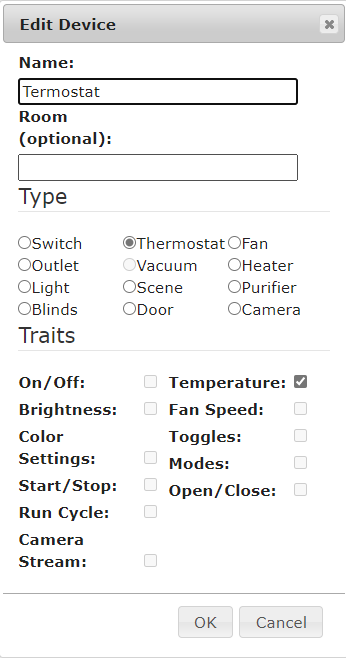 Edit Device
Name:
Termostat
Room
(optional):
Type
Switch Thermostat Fan
Outlet Vacuum Heater
Light Scene Purifier
Blinds Door Camera
Traits
On/Off: Temperature:
Brightness: Fan Speed:
Color
Settings:
Toggles:
Start/Stop:
Modes:
Run Cycle:
Open/Close:
Camera
Stream:
OK Cancel